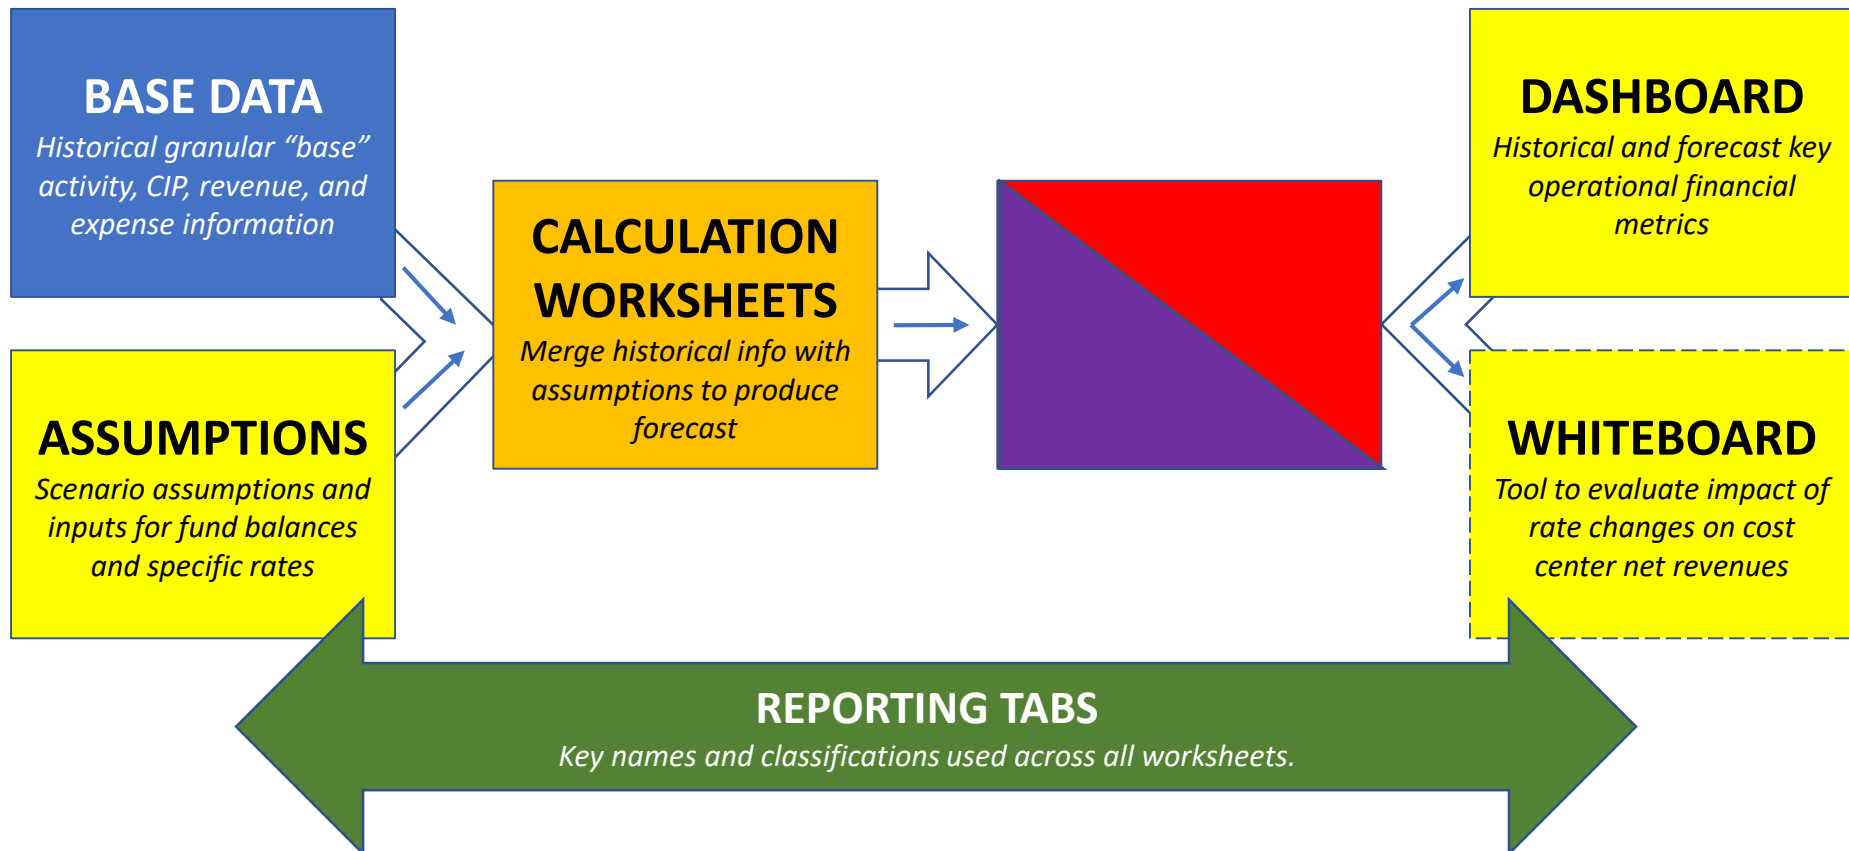 BASE DATA
Historical granular “base”
activity, CIP, revenue, and
expense information
ASSUMPTIONS
Scenario assumptions and
inputs for fund balances
and specific rates
CALCULATION
WORKSHEETS
Merge historical info with
assumptions to produce
forecast
DASHBOARD
Historical and forecast key
operational financial
metrics
WHITEBOARD
Tool to evaluate impact of
rate changes on cost
center net revenues
REPORTING TABS
Key names and classifications used across all worksheets.